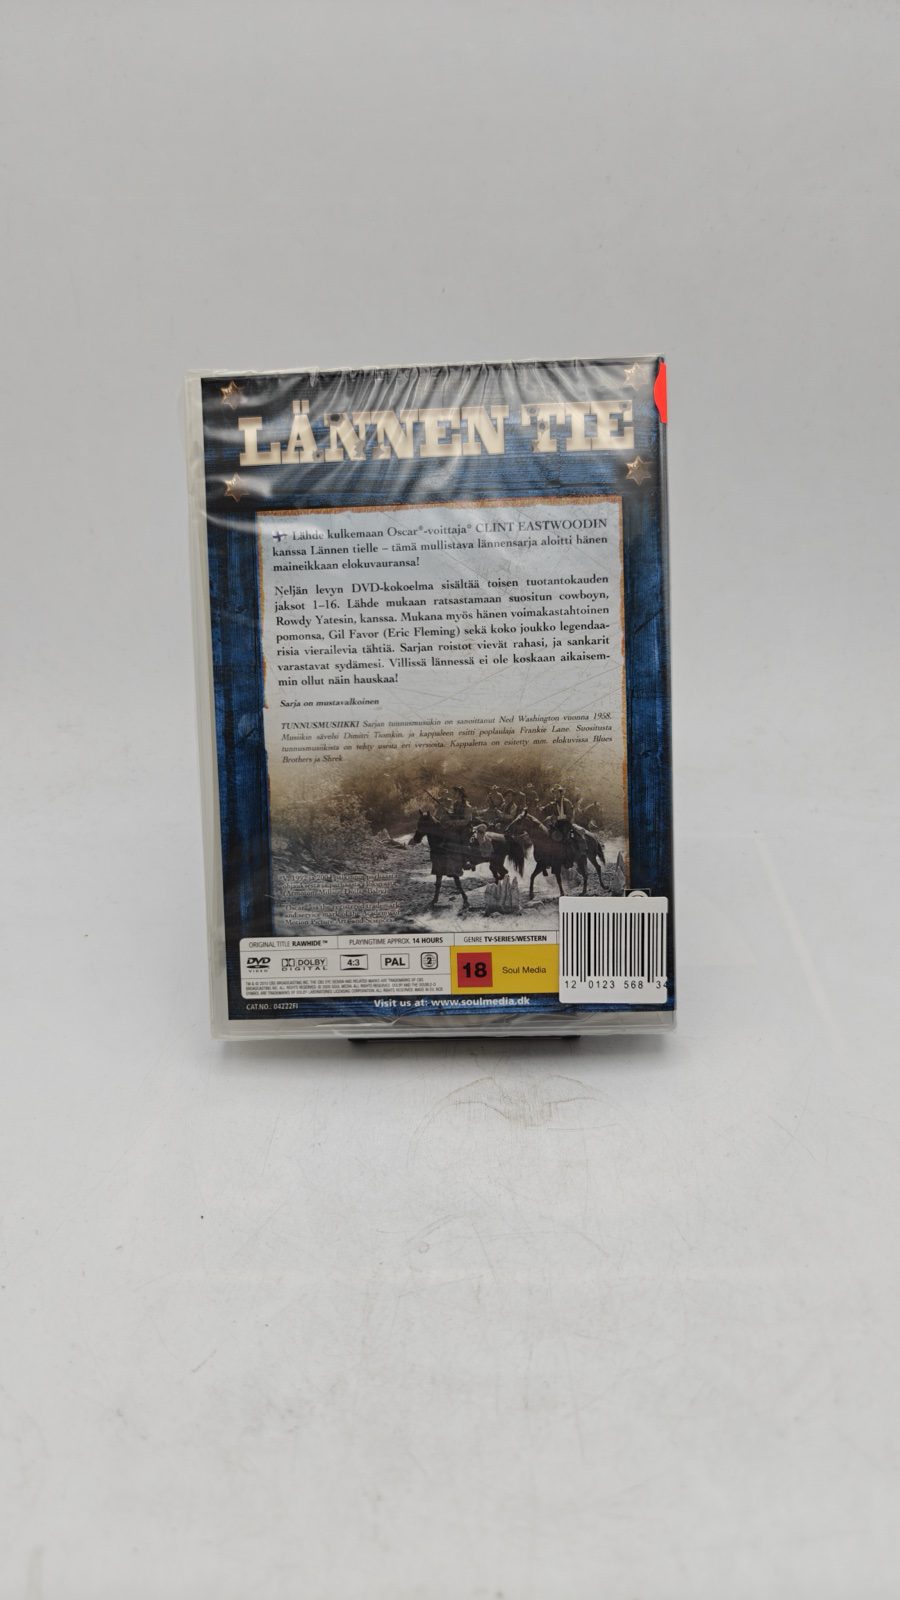 LÄNNEN TIE
Lähde kulkemaan Oscar®-voittaja® CLINT EASTWOODIN
kanssa Lännen tielle – tämä mullistava lännensarja aloitti hänen
maineikkaan elokuvauransa!
Neljän levyn DVD-kokoelma sisältää toisen tuotantokauden
jaksot 1–16. Lähde mukaan ratsastamaan suositun cowboyn,
Rowdy Yatesin, kanssa. Mukana myös hänen voimakastahtoinen
pomonsa, Gil Favor (Eric Fleming) sekä koko joukko legendaa-
risia vierailevia tähtiä. Sarjan roistot vievät rahasi, ja sankarit
varastavat sydämesi. Villissä lännessä ei ole koskaan aikaisem-
min ollut näin hauskaa!
Sarja on mustavalkoinen
TUNNUSMUSIIKKI Sarjan tunnusmusiikin on sanoittanut Ned Washington vuonna 1958.
Musiikin sävelsi Dimitri Tiomkin, ja kappaleen esitti poplaulaja Frankie Lane. Suositusta
tunnusmusiikista on tehty useita eri versioita. Kappaletta on esitetty mm. elokuvissa Blues
Brothers ja Shrek.
Motion Picture Arts and Sciences.
ORIGINAL TITLE RAWHIDE™ PLAYINGTIME APPROX. 14 HOURS GENRE TV-SERIES/WESTERN
DVD VIDEO DOLBY DIGITAL 4:3 PAL 2 18 Soul Media
12 0123 568 34
CAT.NO. 04222FI Visit us at: www.soulmedia.dk